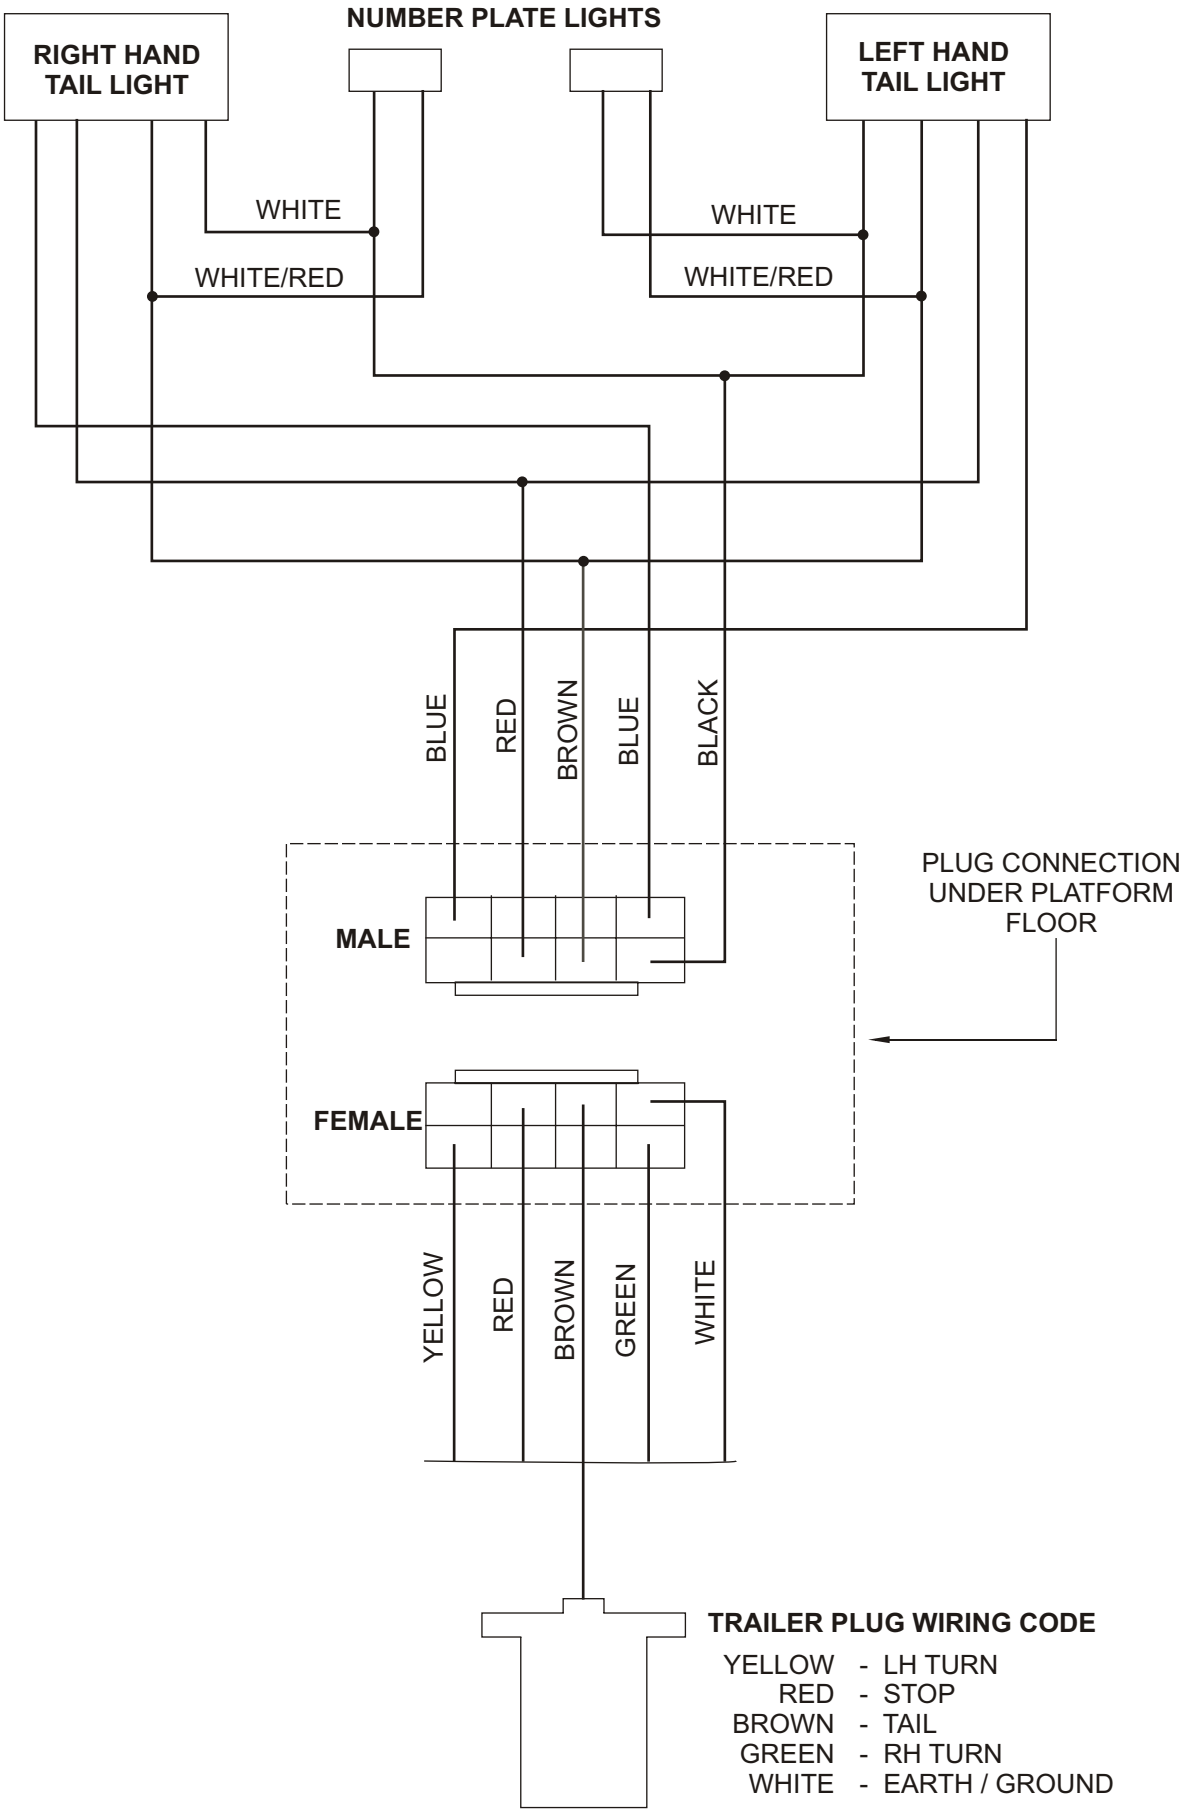 NUMBER PLATE LIGHTS
RIGHT HAND
TAIL LIGHT
LEFT HAND
TAIL LIGHT
WHITE
WHITE
WHITE/RED
WHITE/RED
BLUE
RED
BROWN
BLUE
BLACK
PLUG CONNECTION
UNDER PLATFORM
FLOOR
MALE
FEMALE
YELLOW
RED
BROWN
GREEN
WHITE
TRAILER PLUG WIRING CODE
YELLOW - LH TURN
RED - STOP
BROWN - TAIL
GREEN - RH TURN
WHITE - EARTH / GROUND